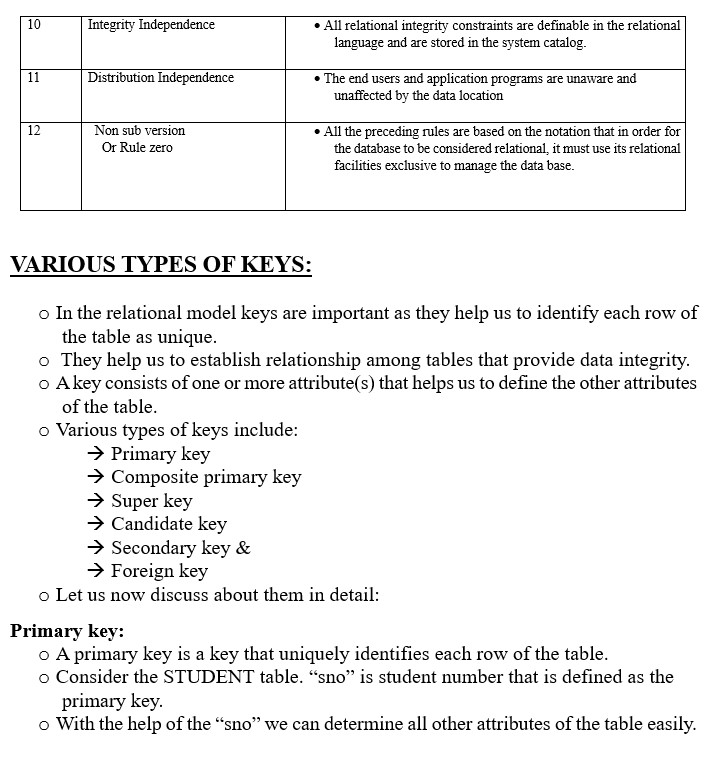 10 Integrity Independence • All relational integrity constraints are definable in the relational
language and are stored in the system catalog.
11 Distribution Independence • The end users and application programs are unaware and
unaffected by the data location
12 Non sub version • All the preceding rules are based on the notation that in order for
Or Rule zero the database to be considered relational, it must use its relational
facilities exclusive to manage the data base.
VARIOUS TYPES OF KEYS:
o In the relational model keys are important as they help us to identify each row of
the table as unique.
o They help us to establish relationship among tables that provide data integrity.
o A key consists of one or more attribute(s) that helps us to define the other attributes
of the table.
o Various types of keys include:
→ Primary key
→ Composite primary key
→ Super key
→ Candidate key
→ Secondary key &
→ Foreign key
o Let us now discuss about them in detail:
Primary key:
o A primary key is a key that uniquely identifies each row of the table.
o Consider the STUDENT table. “sno” is student number that is defined as the
primary key.
o With the help of the “sno” we can determine all other attributes of the table easily.